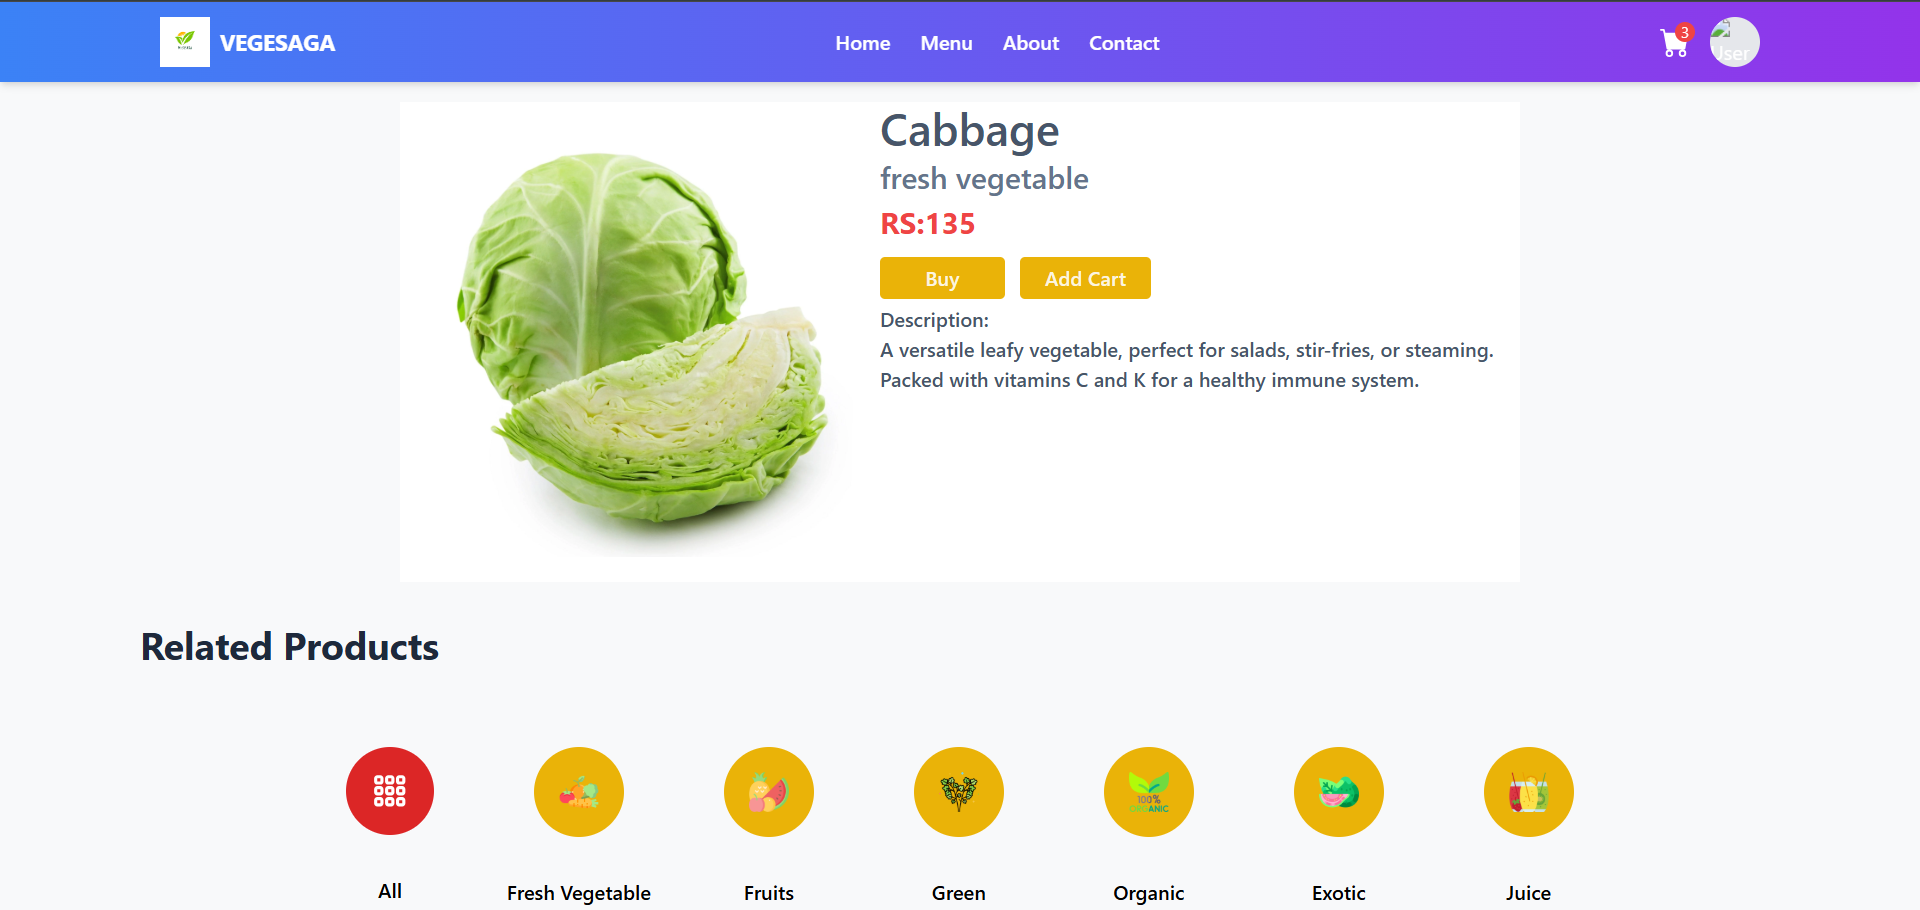 VEGESAGA
Home Menu About Contact
3
User
Cabbage
fresh vegetable
RS:135
Buy Add Cart
Description:
A versatile leafy vegetable, perfect for salads, stir-fries, or steaming.
Packed with vitamins C and K for a healthy immune system.
Related Products
100%
ORGANIC
All Fresh Vegetable Fruits Green Organic Exotic Juice